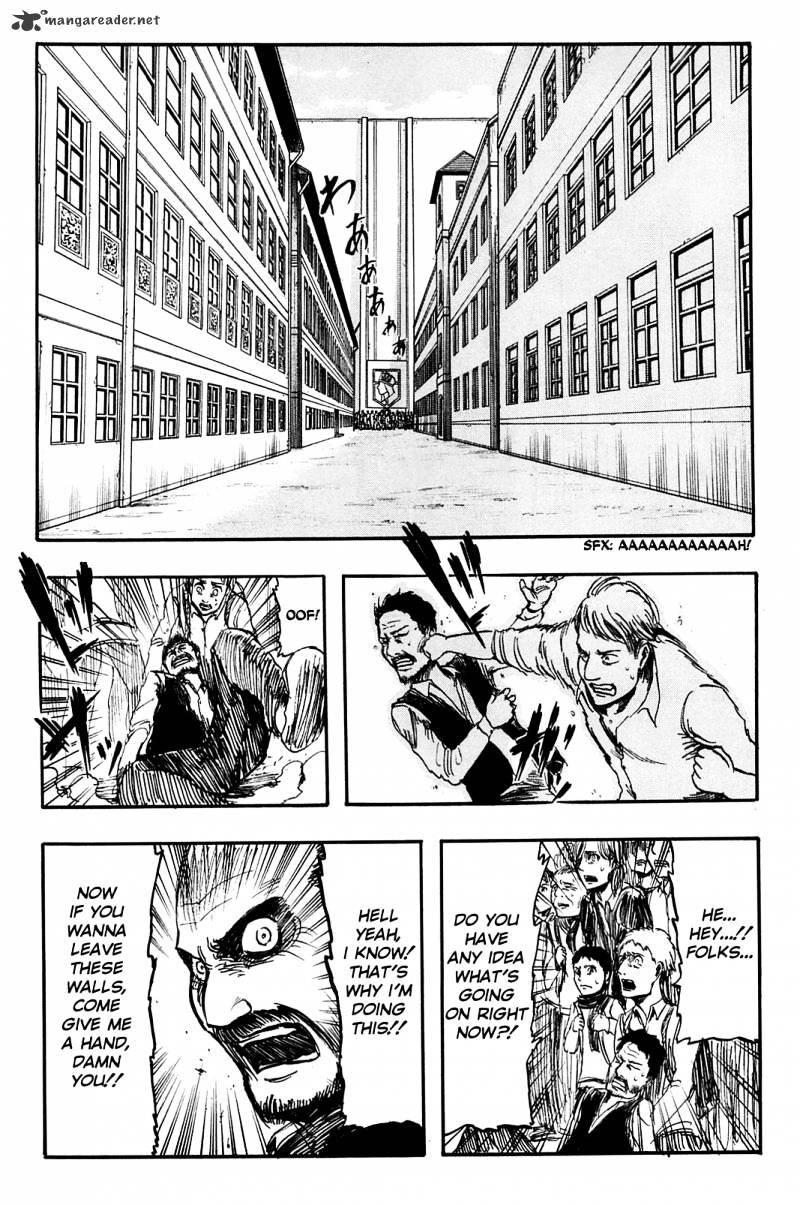 mangareader.net
わあああぁぁ
SFX: AAAAAAAAAAAAH!
OOF!
HE...
HEY...!!
FOLKS...
DO YOU
HAVE
ANY IDEA
WHAT'S
GOING
ON RIGHT
NOW?!
HELL
YEAH,
I KNOW!
THAT'S
WHY I'M
DOING
THIS!!
NOW
IF YOU
WANNA
LEAVE
THESE
WALLS,
COME
GIVE ME
A HAND,
DAMN
YOU!!